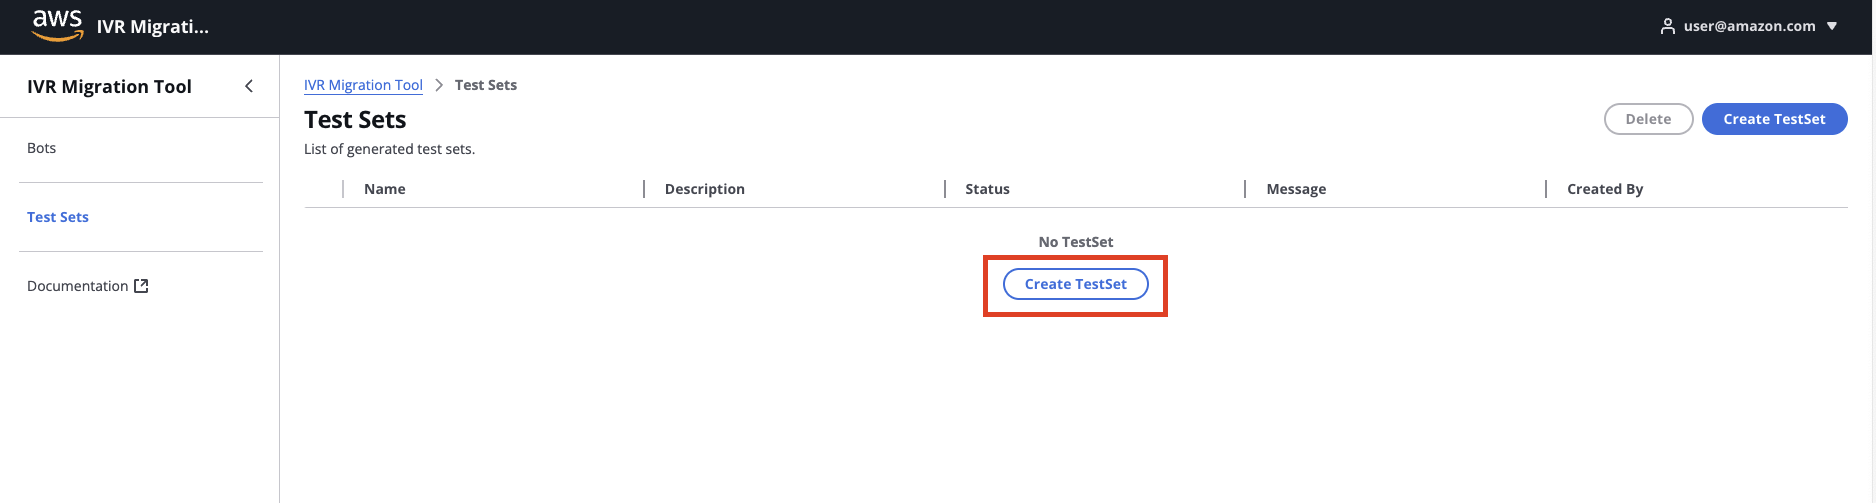 aws
IVR Migrati...
user@amazon.com
IVR Migration Tool
Bots
Test Sets
Documentation
IVR Migration Tool > Test Sets
Test Sets
List of generated test sets.
Delete
Create TestSet
Name Description Status Message Created By
No TestSet
Create TestSet